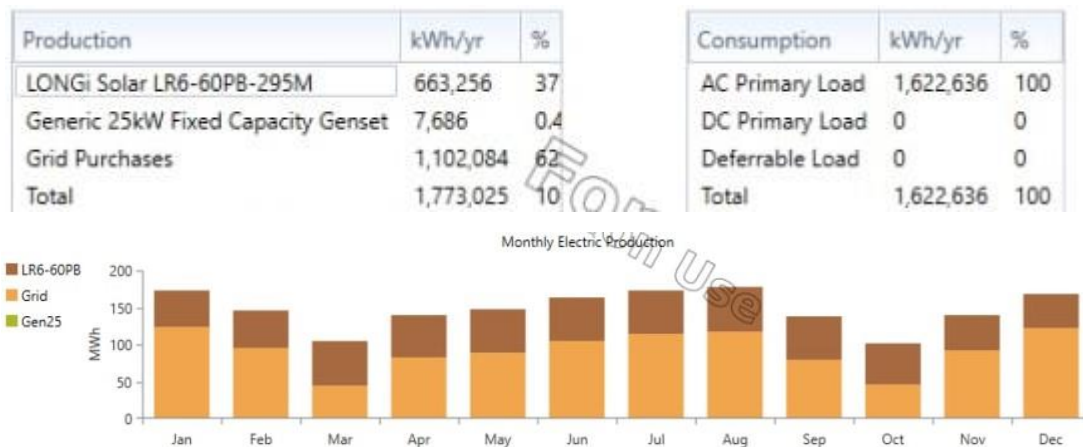 Production kWh/yr %
LONGi Solar LR6-60PB-295M 663,256 37
Generic 25kW Fixed Capacity Genset 7,686 0.4
Grid Purchases 1,102,084 62
Total 1,773,025 10
Consumption kWh/yr %
AC Primary Load 1,622,636 100
DC Primary Load 0 0
Deferrable Load 0 0
Total 1,622,636 100
Monthly Electric Production
LR6-60PB
Grid
Gen25
MWh
200
150
100
50
0
Jan Feb Mar Apr May Jun Jul Aug Sep Oct Nov Dec
Use